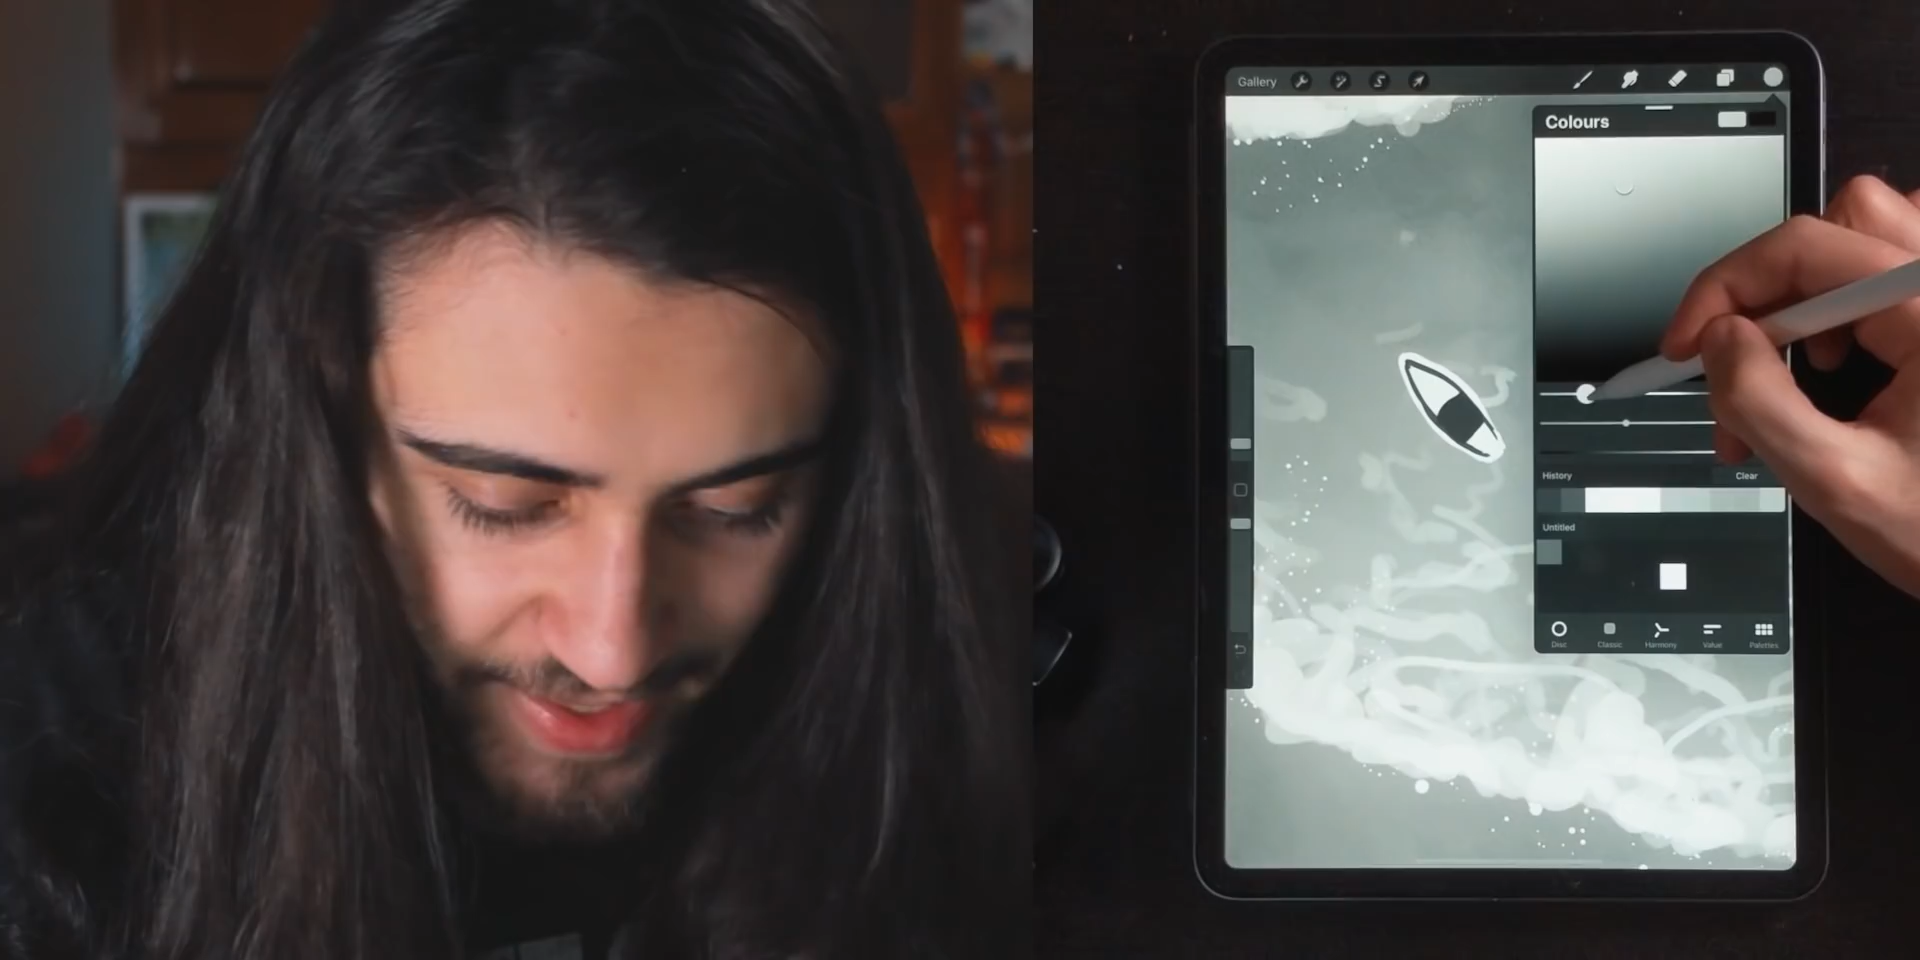 Gallery
Colours
History Clear
Untitled
Disc Classic Harmony Value Palettes